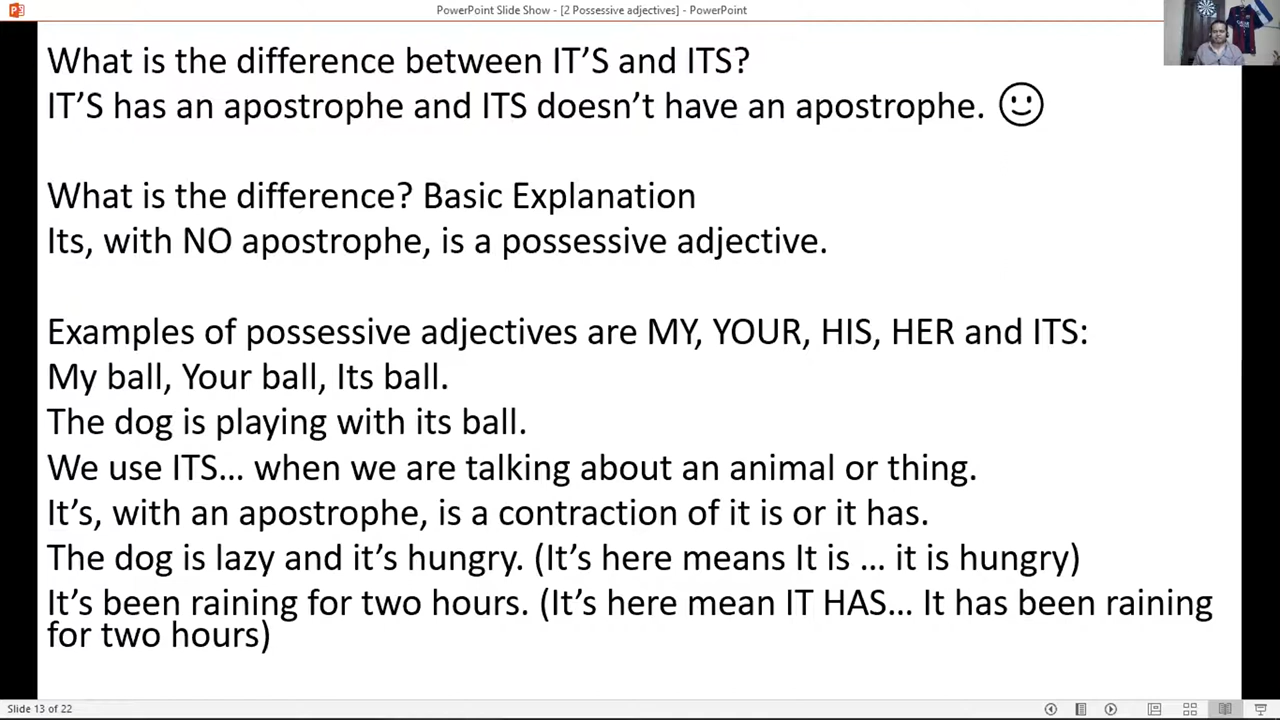 PowerPoint Slide Show - [2 Possessive adjectives] - PowerPoint
What is the difference between IT’S and ITS?
IT’S has an apostrophe and ITS doesn’t have an apostrophe. ☺
What is the difference? Basic Explanation
Its, with NO apostrophe, is a possessive adjective.
Examples of possessive adjectives are MY, YOUR, HIS, HER and ITS:
My ball, Your ball, Its ball.
The dog is playing with its ball.
We use ITS… when we are talking about an animal or thing.
It’s, with an apostrophe, is a contraction of it is or it has.
The dog is lazy and it’s hungry. (It’s here means It is … it is hungry)
It’s been raining for two hours. (It’s here mean IT HAS… It has been raining
for two hours)
Slide 13 of 22